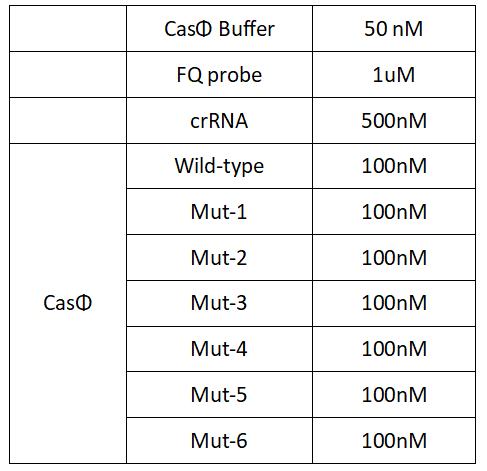 CasΦ Buffer 50 nM
FQ probe 1uM
crRNA 500nM
Wild-type 100nM
Mut-1 100nM
Mut-2 100nM
CasΦ Mut-3 100nM
Mut-4 100nM
Mut-5 100nM
Mut-6 100nM